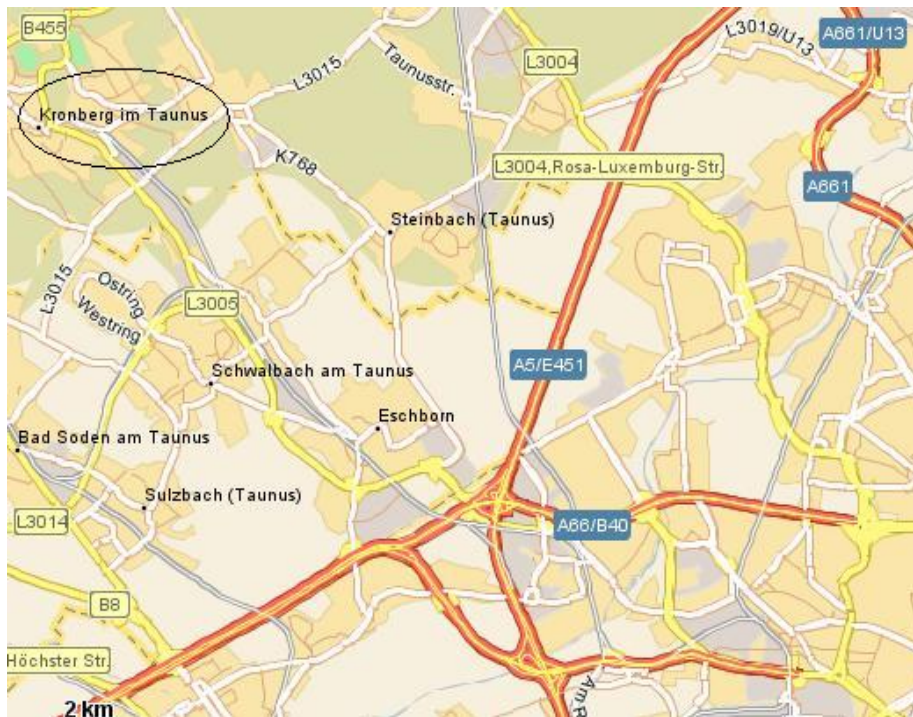 B455
A661/U13
L3019/U13
L3015
Taunusstr.
L3004
Kronberg im Taunus
K768
L3004,Rosa-Luxemburg-Str.
A661
Steinbach (Taunus)
L3015
Ostring
Westring
L3005
A5/E451
Schwalbach am Taunus
Eschborn
Bad Soden am Taunus
Sulzbach (Taunus)
L3014
A66/B40
B8
Höchster Str.
2 km